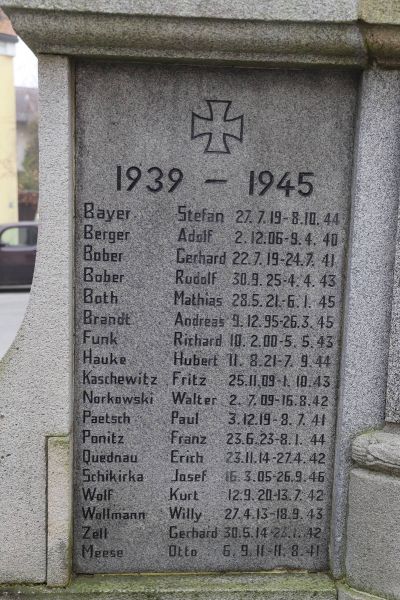 1939 – 1945
Bayer Stefan 27.7.19-8.10.44
Berger Adolf 2.12.06-9.4.40
Bober Gerhard 22.7.19-24.7.41
Bober Rudolf 30.9.25-4.4.43
Both Mathias 28.5.21-6.1.45
Brandt Andreas 9.12.95-26.3.45
Funk Richard 10.2.00-5.5.43
Hauke Hubert 11.8.21-7.9.44
Kaschewitz Fritz 25.11.09-1.10.43
Norkowski Walter 2.7.09-16.8.42
Paetsch Paul 3.12.19-8.7.41
Ponitz Franz 23.6.23-8.1.44
Quednau Erich 23.11.14-27.4.42
Schikirka Josef 16.3.05-26.9.46
Wolf Kurt 12.9.20-13.7.42
Wollmann Willy 27.4.13-18.9.43
Zell Gerhard 30.5.14-23.1.42
Meese Otto 6.9.11-11.8.41